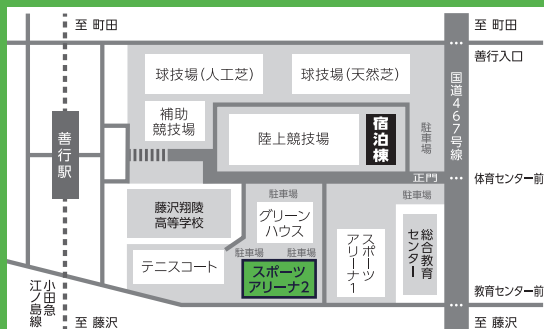 至 町田
至 町田
善行入口
球技場(人工芝)
球技場(天然芝)
国道467号線
補助
競技場
陸上競技場
宿泊棟
駐車場
善行駅
正門
体育センター前
駐車場
駐車場
藤沢翔陵
高等学校
グリーン
ハウス
スポーツ
アリーナ1
総合教育
センター
駐車場
駐車場
テニスコート
スポーツ
アリーナ2
小田急
江ノ島線
教育センター前
至 藤沢
至 藤沢